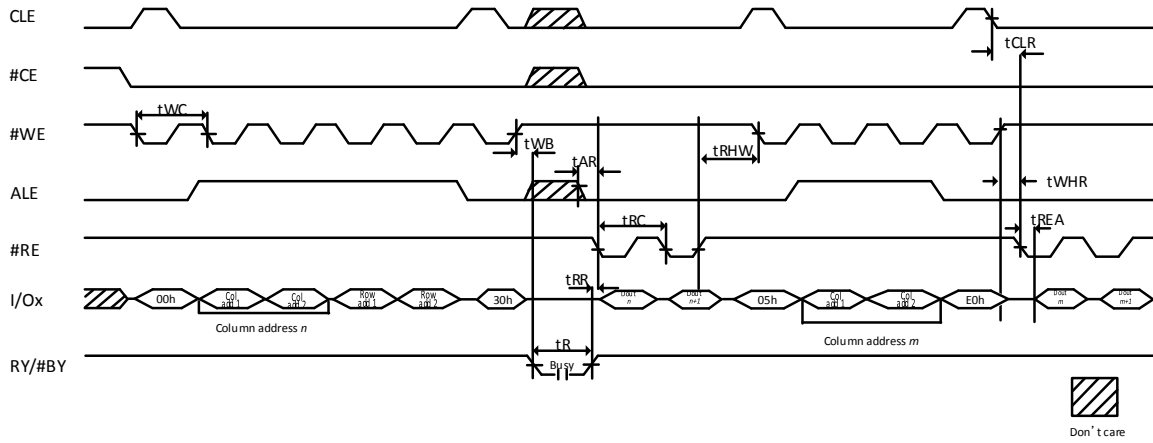 CLE
tCLR
#CE
tWC
#WE
tWB
tAR
tRHW
ALE
tWHR
tRC
tREA
#RE
tRR
I/Ox
00h
Col
add 1
Col
add 2
Row
add 1
Row
add 2
30h
Dout
n
Dout
n+1
05h
Col
add 1
Col
add 2
E0h
Dout
m
Dout
m+1
Column address n
Column address m
tR
RY/#BY
Busy
Don't care